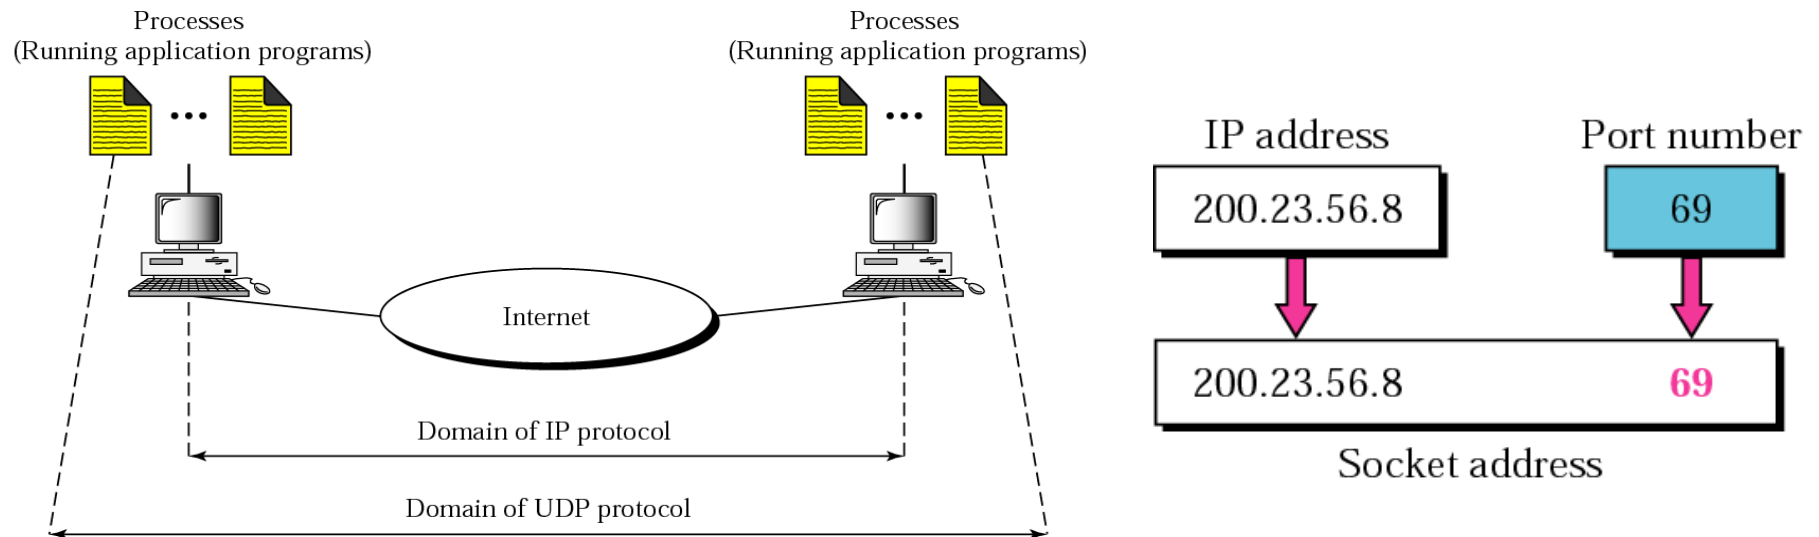 Processes
(Running application programs)
Processes
(Running application programs)
Internet
Domain of IP protocol
Domain of UDP protocol
IP address
Port number
200.23.56.8
69
200.23.56.8
69
Socket address